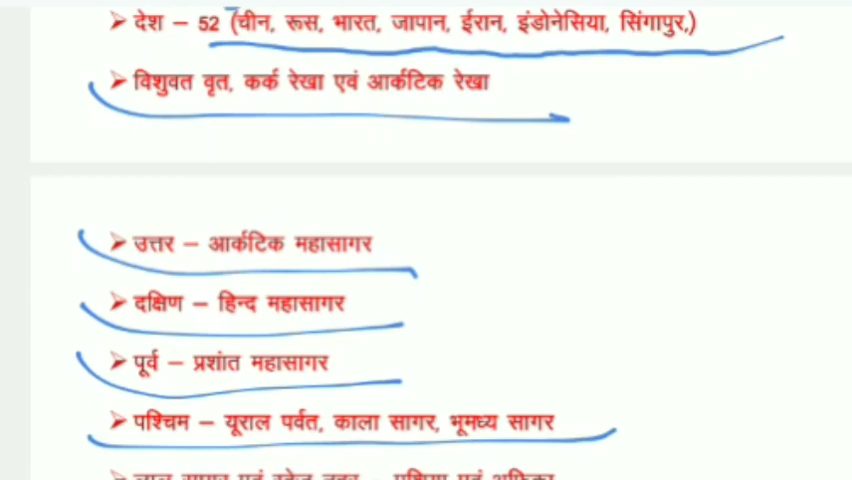 ➢ देश – 52 (चीन, रूस, भारत, जापान, ईरान, इंडोनेसिया, सिंगापुर,)
➢ विशुवत वृत, कर्क रेखा एवं आर्कटिक रेखा
➢ उत्तर – आर्कटिक महासागर
➢ दक्षिण – हिन्द महासागर
➢ पूर्व – प्रशांत महासागर
➢ पश्चिम – यूराल पर्वत, काला सागर, भूमध्य सागर